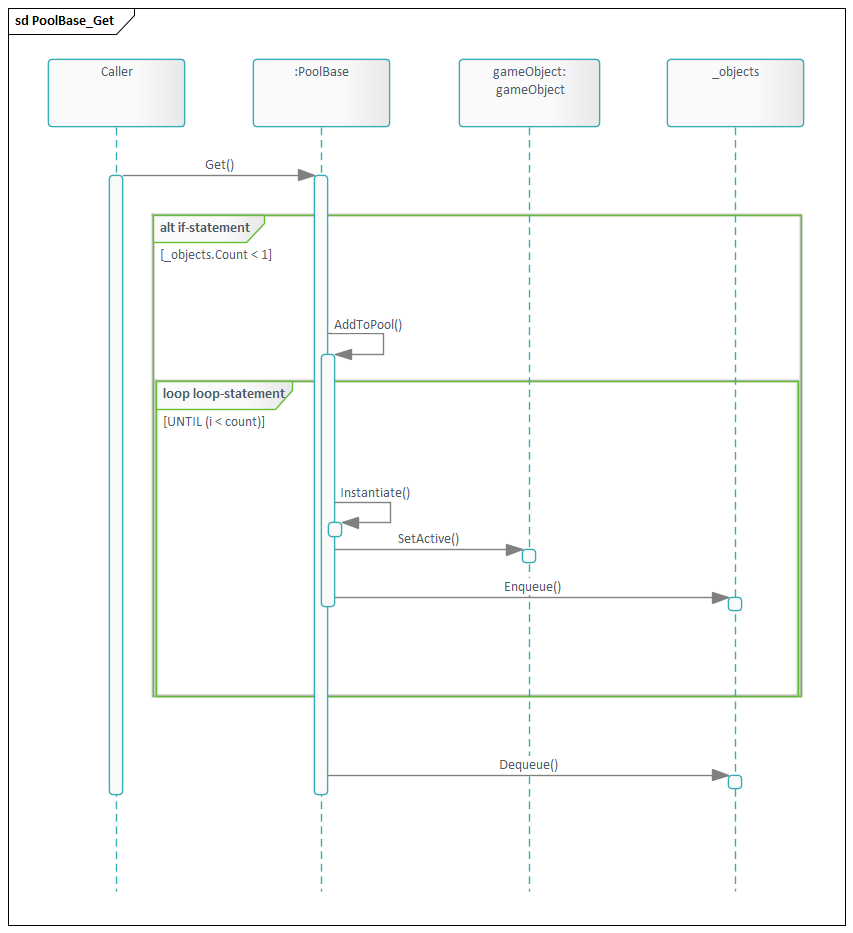 sd PoolBase_Get
Caller
:PoolBase
gameObject:
gameObject
_objects
Get()
alt if-statement
[_objects.Count < 1]
AddToPool()
loop loop-statement
[UNTIL (i < count)]
Instantiate()
SetActive()
Enqueue()
Dequeue()